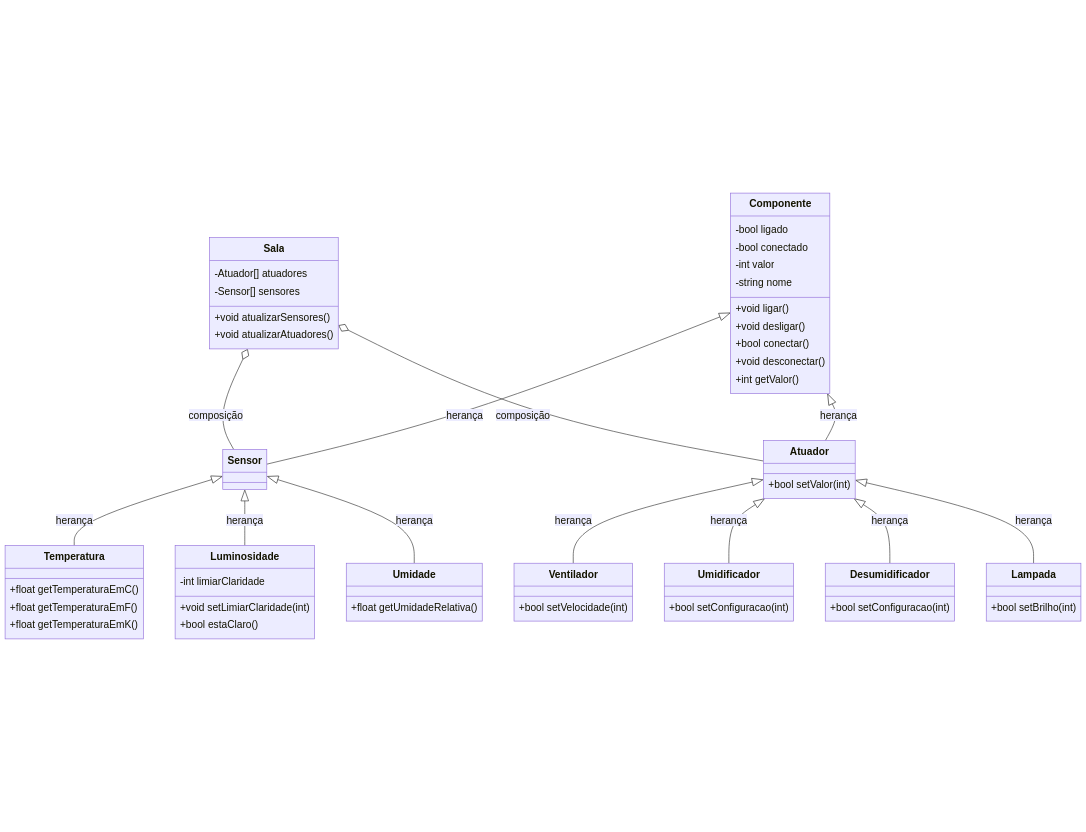 Componente
-bool ligado
-bool conectado
-int valor
-string nome
+void ligar()
+void desligar()
+bool conectar()
+void desconectar()
+int getValor()
Sala
-Atuador[] atuadores
-Sensor[] sensores
+void atualizarSensores()
+void atualizarAtuadores()
composição
herança
composição
herança
Sensor
Atuador
+bool setValor(int)
herança
herança
herança
herança
herança
herança
herança
Temperatura
+float getTemperaturaEmC()
+float getTemperaturaEmF()
+float getTemperaturaEmK()
Luminosidade
-int limiarClaridade
+void setLimiarClaridade(int)
+bool estaClaro()
Umidade
+float getUmidadeRelativa()
Ventilador
+bool setVelocidade(int)
Umidificador
+bool setConfiguracao(int)
Desumidificador
+bool setConfiguracao(int)
Lampada
+bool setBrilho(int)